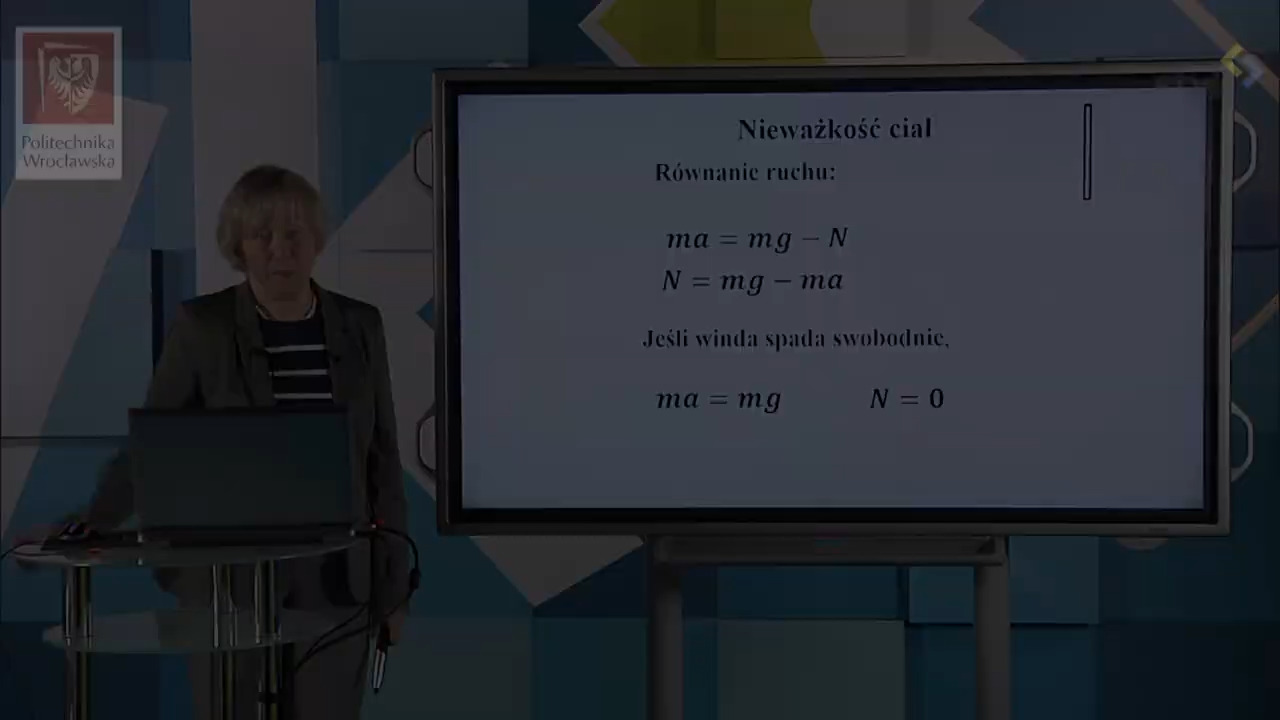 Politechnika
Wrocławska
Nieważkość ciał
Równanie ruchu:
ma = mg − N
N = mg − ma
Jeśli winda spada swobodnie,
ma = mg N = 0